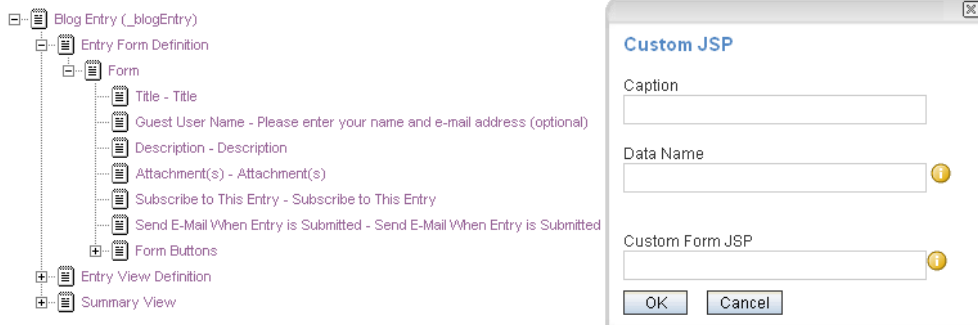 Blog Entry (_blogEntry)
Entry Form Definition
Form
Title - Title
Guest User Name - Please enter your name and e-mail address (optional)
Description - Description
Attachment(s) - Attachment(s)
Subscribe to This Entry - Subscribe to This Entry
Send E-Mail When Entry is Submitted - Send E-Mail When Entry is Submitted
Form Buttons
Entry View Definition
Summary View
Custom JSP
Caption
Data Name
Custom Form JSP
OK Cancel